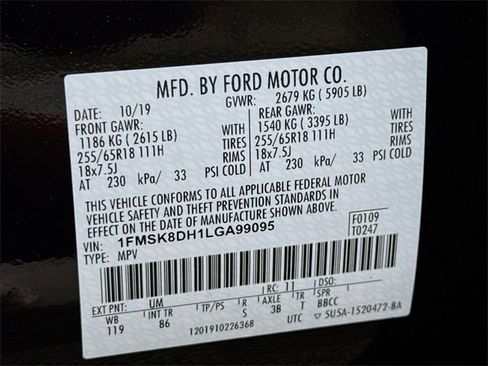 MFD. BY FORD MOTOR CO.
DATE: 10/19 GVWR: 2679 KG ( 5905 LB)
FRONT GAWR: REAR GAWR:
1186 KG ( 2615 LB) WITH 1540 KG ( 3395 LB) WITH
255/65R18 111H TIRES 255/65R18 111H TIRES
18x7.5J RIMS 18x7.5J RIMS
AT 230 kPa/ 33 PSI COLD AT 230 kPa/ 33 PSI COLD
THIS VEHICLE CONFORMS TO ALL APPLICABLE FEDERAL MOTOR
VEHICLE SAFETY AND THEFT PREVENTION STANDARDS IN
EFFECT ON THE DATE OF MANUFACTURE SHOWN ABOVE.
VIN: 1FMSK8DH1LGA99095 F0109
TYPE: MPV T0247
EXT PNT: UM RC: 11 DSO:
WB INT TR TP/PS R AXLE TR SPR
119 86 S 3B T BBCC
1201910226368 UTC 5U5A-1520472-BA